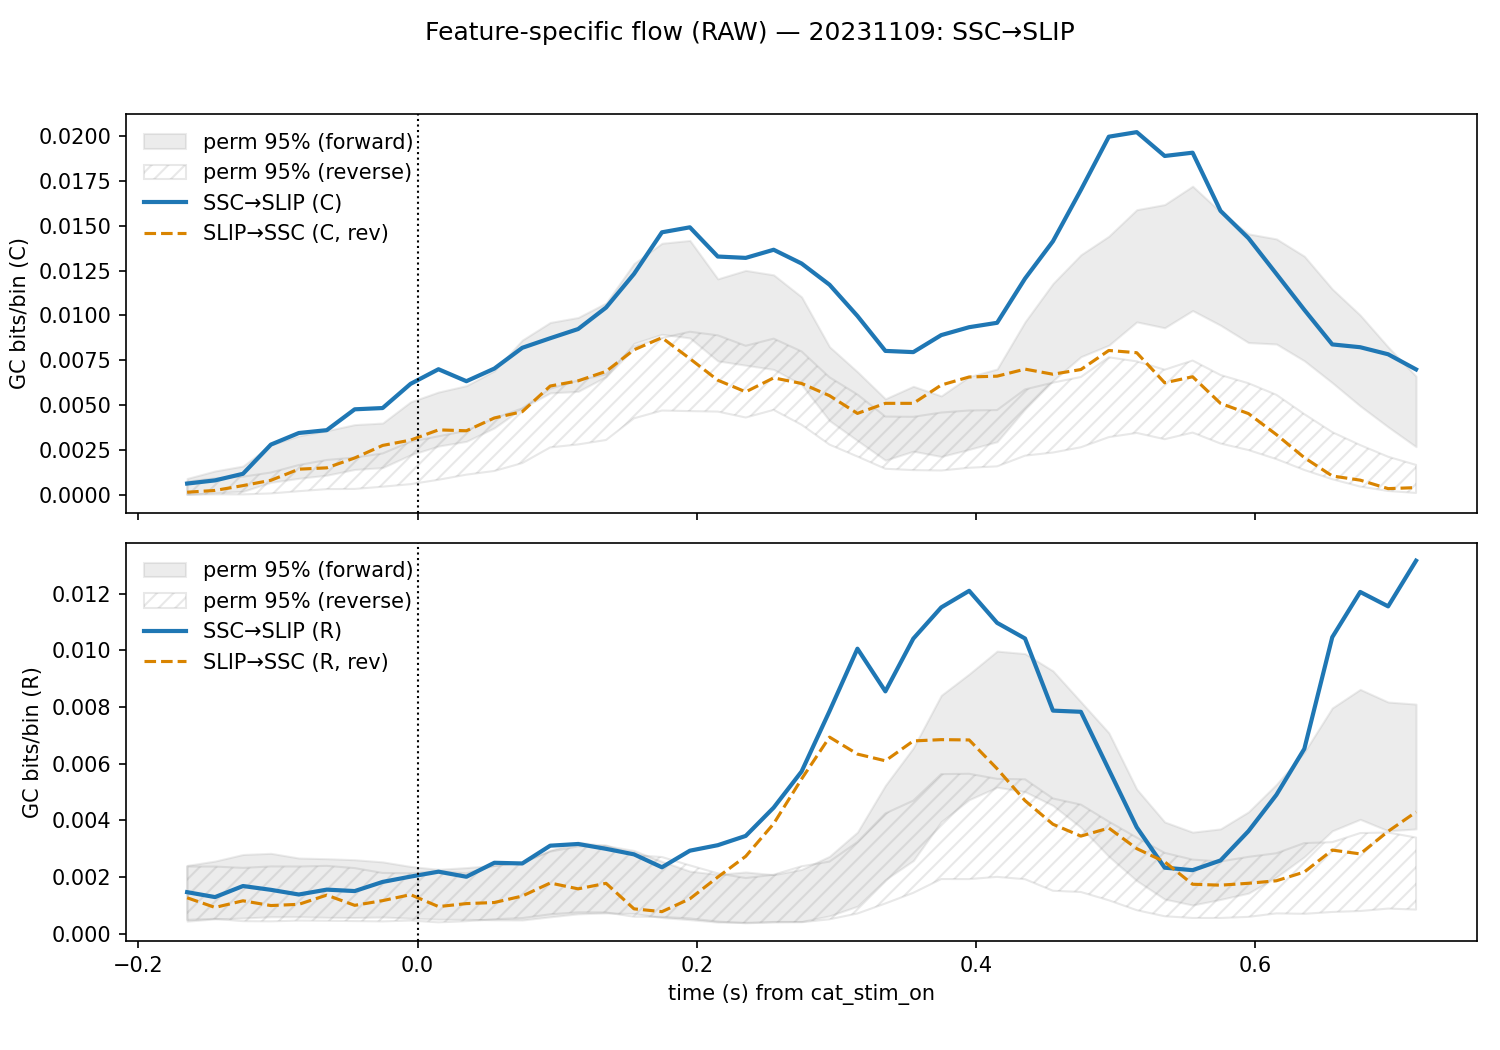 Feature-specific flow (RAW) — 20231109: SSC→SLIP
GC bits/bin (C)
0.0200
0.0175
0.0150
0.0125
0.0100
0.0075
0.0050
0.0025
0.0000
perm 95% (forward)
perm 95% (reverse)
SSC→SLIP (C)
SLIP→SSC (C, rev)
GC bits/bin (R)
0.012
0.010
0.008
0.006
0.004
0.002
0.000
perm 95% (forward)
perm 95% (reverse)
SSC→SLIP (R)
SLIP→SSC (R, rev)
−0.2 0.0 0.2 0.4 0.6
time (s) from cat_stim_on